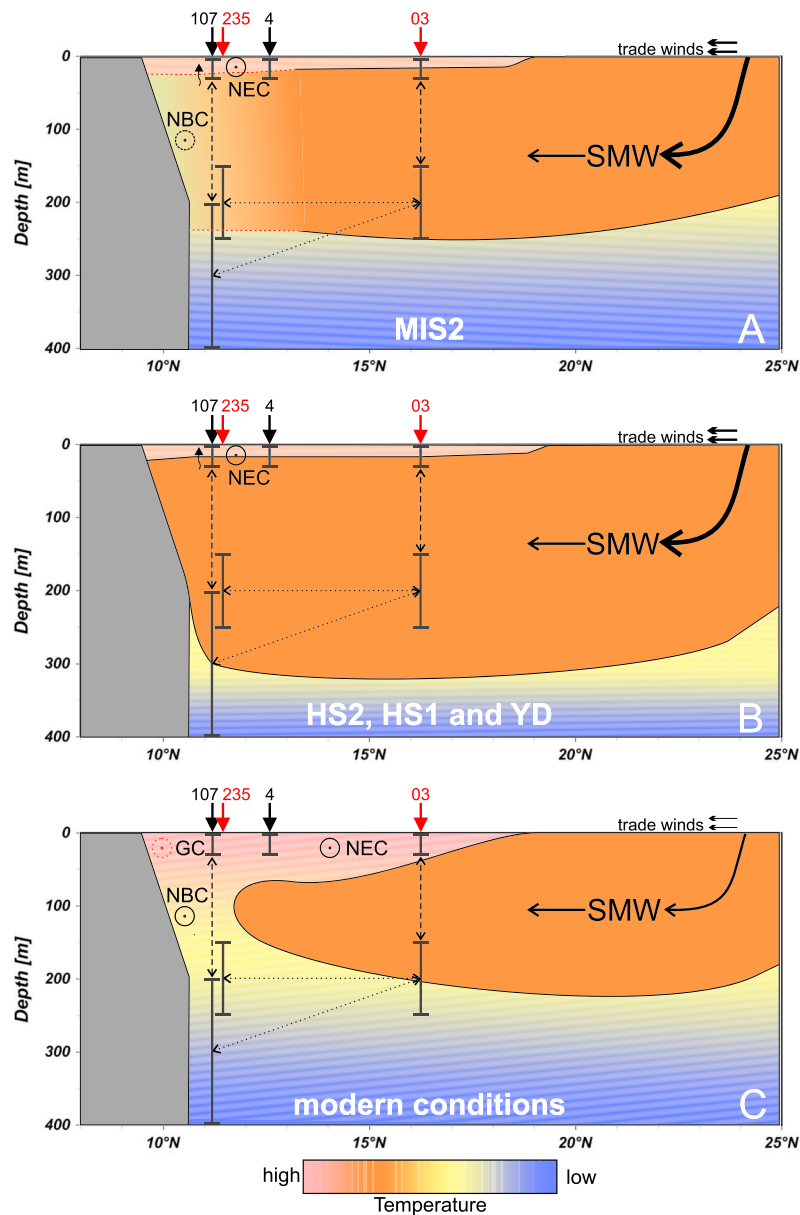 107 235 4 03
trade winds
0
NEC
NBC
100
SMW
Depth [m]
200
300
MIS2
A
400
10°N 15°N 20°N 25°N
107 235 4 03
trade winds
0
NEC
100
SMW
Depth [m]
200
300
HS2, HS1 and YD
B
400
10°N 15°N 20°N 25°N
107 235 4 03
trade winds
0
GC NEC
NBC
100
SMW
Depth [m]
200
300
modern conditions
C
400
10°N 15°N 20°N 25°N
high low
Temperature